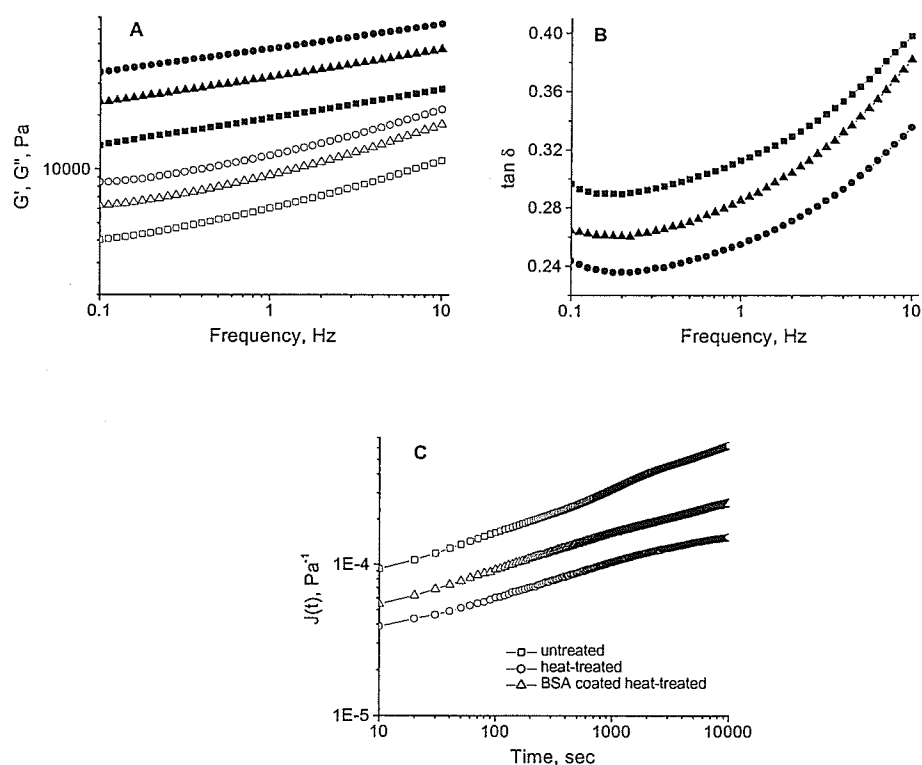 A
G', G'', Pa
10000
0.1
1
10
Frequency, Hz
B
tan δ
0.40
0.36
0.32
0.28
0.24
0.1
1
10
Frequency, Hz
C
J(t), Pa⁻¹
1E-4
1E-5
10
100
1000
10000
Time, sec
untreated
heat-treated
BSA coated heat-treated